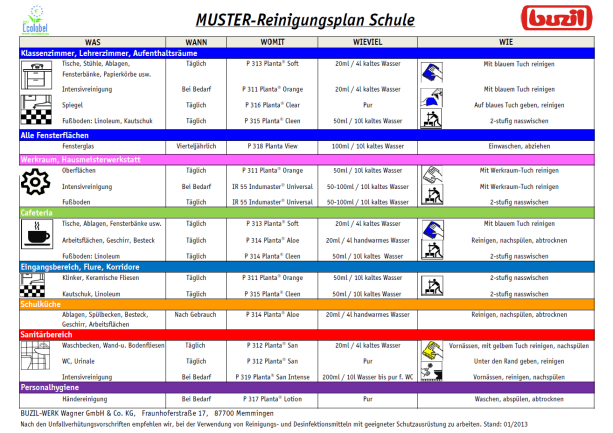 EU
Ecolabel
MUSTER-Reinigungsplan Schule
buzil
WAS WANN WOMIT WIEVIEL WIE
Klassenzimmer, Lehrerzimmer, Aufenthaltsräume
Tische, Stühle, Ablagen, Täglich P 313 Planta® Soft 20ml / 4l kaltes Wasser Mit blauem Tuch reinigen
Fensterbänke, Papierkörbe usw.
Intensivreinigung Bei Bedarf P 311 Planta® Orange 20ml / 4l kaltes Wasser Mit blauem Tuch reinigen
Spiegel Täglich P 316 Planta® Clear Pur Auf blaues Tuch geben, reinigen
Fußboden: Linoleum, Kautschuk Täglich P 315 Planta® Cleen 50ml / 10l kaltes Wasser 2-stufig nasswischen
Alle Fensterflächen
Fensterglas Vierteljährlich P 318 Planta View 100ml / 10l kaltes Wasser Einwaschen, abziehen
Werkraum, Hausmeisterwerkstatt
Oberflächen Täglich P 311 Planta® Orange 50ml / 10l kaltes Wasser Mit Werkraum-Tuch reinigen
Intensivreinigung Bei Bedarf IR 55 Indumaster® Universal 50-100ml / 10l kaltes Wasser Mit Werkraum-Tuch reinigen
Fußboden Täglich IR 55 Indumaster® Universal 50-100ml / 10l kaltes Wasser 2-stufig nasswischen
Cafeteria
Tische, Ablagen, Fensterbänke usw. Täglich P 313 Planta® Soft 20ml / 4l kaltes Wasser Mit blauem Tuch reinigen
Arbeitsflächen, Geschirr, Besteck Täglich P 314 Planta® Aloe 20ml / 4l handwarmes Wasser Reinigen, nachspülen, abtrocknen
Fußboden: Linoleum Täglich P 314 Planta® Cleen 50ml / 10l kaltes Wasser 2-stufig nasswischen
Eingangsbereich, Flure, Korridore
Klinker, Keramische Fliesen Täglich P 311 Planta® Orange 50ml / 10l kaltes Wasser 2-stufig nasswischen
Kautschuk, Linoleum Täglich P 315 Planta® Cleen 50ml / 10l kaltes Wasser 2-stufig nasswischen
Schulküche
Ablagen, Spülbecken, Besteck, Nach Gebrauch P 314 Planta® Aloe 20ml / 4l handwarmes Wasser Reinigen, nachspülen, abtrocknen
Geschirr, Arbeitsflächen
Sanitärbereich
Waschbecken, Wand-u. Bodenfliesen Täglich P 312 Planta® San 20ml / 4l kaltes Wasser Vornässen, mit gelbem Tuch reinigen, nachspülen
WC, Urinale Täglich P 312 Planta® San Pur Unter den Rand geben, reinigen
Intensivreinigung Bei Bedarf P 319 Planta® San Intense 200ml / 10l Wasser bis pur f. WC Vornässen, reinigen, nachspülen
Personalhygiene
Händereinigung Bei Bedarf P 317 Planta® Lotion Pur Waschen, abspülen, abtrocknen
BUZIL-WERK Wagner GmbH & Co. KG, Fraunhoferstraße 17, 87700 Memmingen
Nach den Unfallverhütungsvorschriften empfehlen wir, bei der Verwendung von Reinigungs- und Desinfektionsmitteln mit geeigneter Schutzausrüstung zu arbeiten. Stand: 01/2013